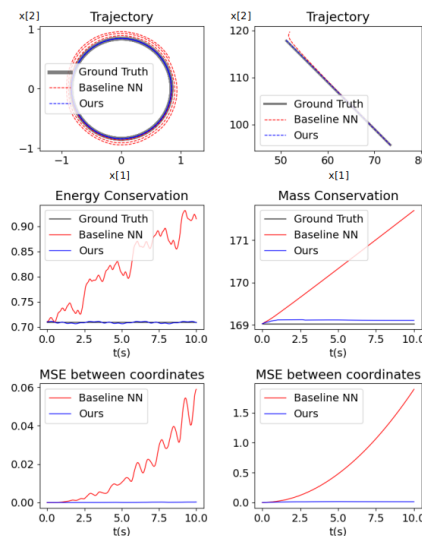 x[2]
Trajectory
1
0
−1
−1
0
1
x[1]
Ground Truth
Baseline NN
Ours
x[2]
Trajectory
120
110
100
50
60
70
80
x[1]
Ground Truth
Baseline NN
Ours
Energy Conservation
0.90
0.85
0.80
0.75
0.70
0.0
2.5
5.0
7.5
10.0
t(s)
Ground Truth
Baseline NN
Ours
Mass Conservation
171
170
169
0.0
2.5
5.0
7.5
10.0
t(s)
Ground Truth
Baseline NN
Ours
MSE between coordinates
0.06
0.04
0.02
0.00
0.0
2.5
5.0
7.5
10.0
t(s)
Baseline NN
Ours
MSE between coordinates
1.5
1.0
0.5
0.0
0.0
2.5
5.0
7.5
10.0
t(s)
Baseline NN
Ours